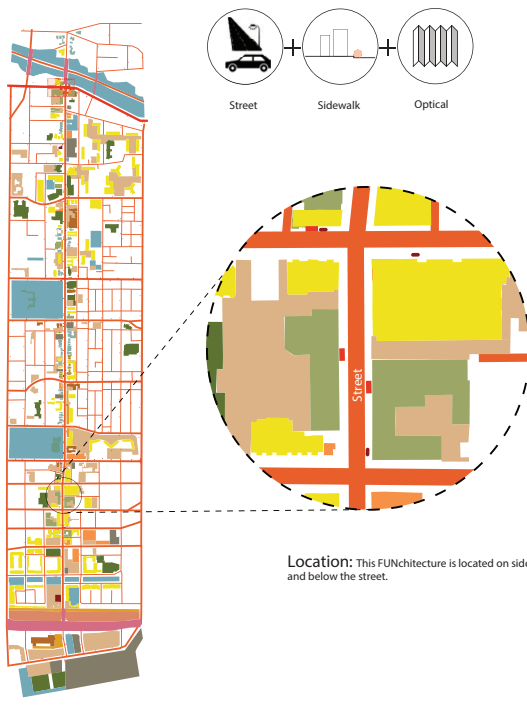 Street
Sidewalk
Optical
Street
Location: This FUNchitecture is located on side
and below the street.